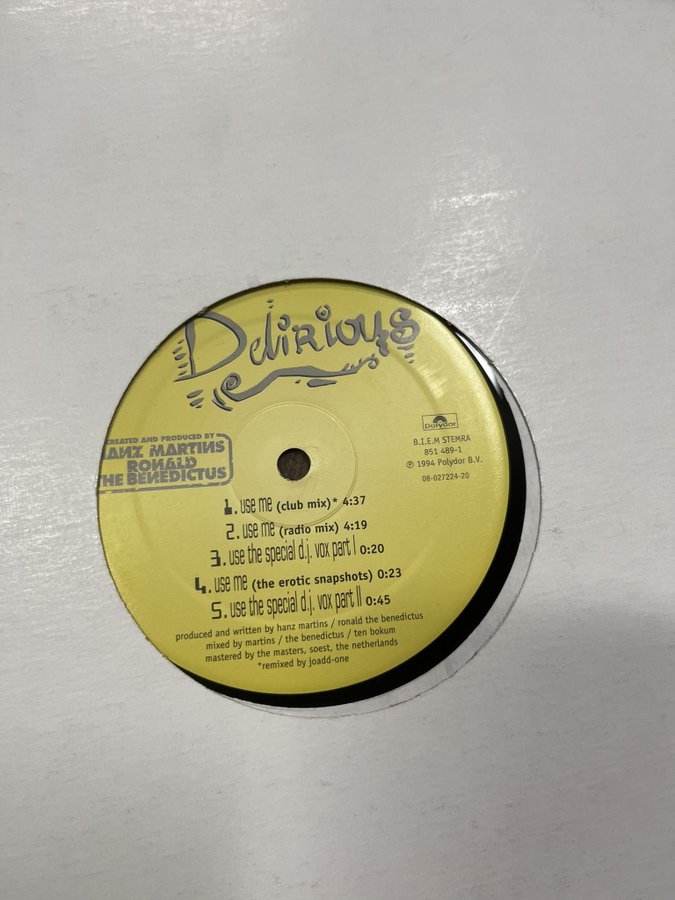 Delirious
CREATED AND PRODUCED BY
HANZ MARTINS
RONALD
THE BENEDICTUS
Polydor
B.I.E.M STEMRA
851 489-1
℗ 1994 Polydor B.V.
08-027224-20
1. use me (club mix)* 4:37
2. use me (radio mix) 4:19
3. use the special d.j. vox part I 0:20
4. use me (the erotic snapshots) 0:23
5. use the special d.j. vox part II 0:45
produced and written by hanz martins / ronald the benedictus
mixed by martins / the benedictus / ten bokum
mastered by the masters, soest, the netherlands
*remixed by joadd-one